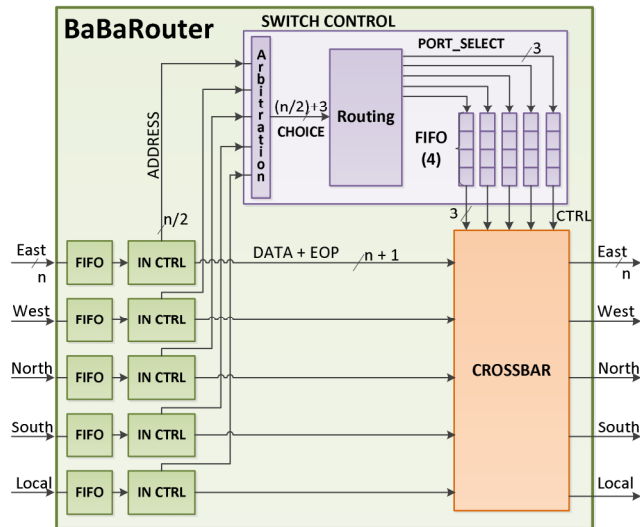 BaBaRouter
SWITCH CONTROL
Arbitration
(n/2)+3
CHOICE
Routing
PORT_SELECT
3
FIFO
(4)
ADDRESS
n/2
3
CTRL
East
n
FIFO
IN CTRL
DATA + EOP
n + 1
East
n
West
FIFO
IN CTRL
West
North
FIFO
IN CTRL
CROSSBAR
North
South
FIFO
IN CTRL
South
Local
FIFO
IN CTRL
Local